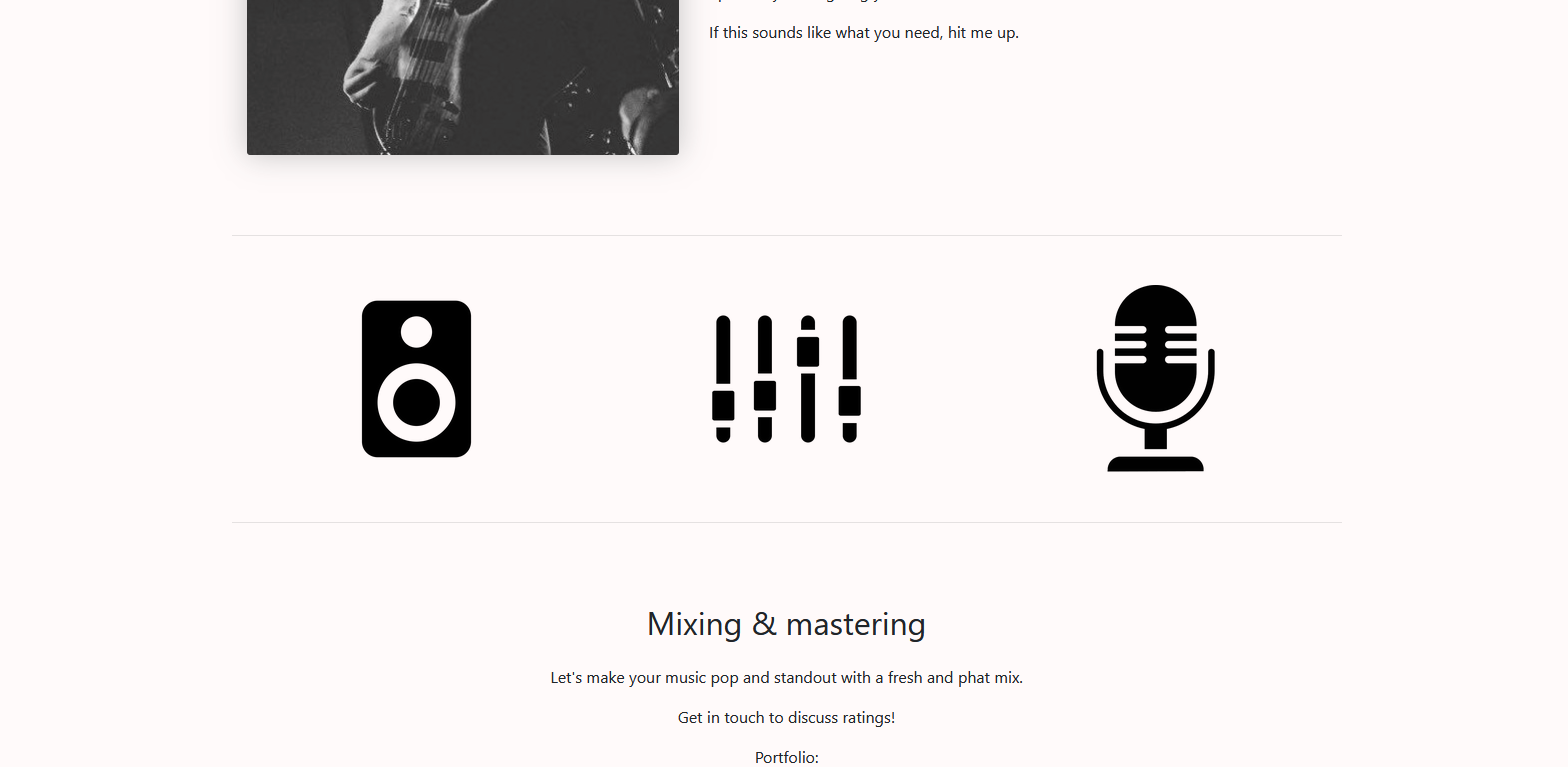 If this sounds like what you need, hit me up.
Mixing & mastering
Let's make your music pop and standout with a fresh and phat mix.
Get in touch to discuss ratings!
Portfolio: